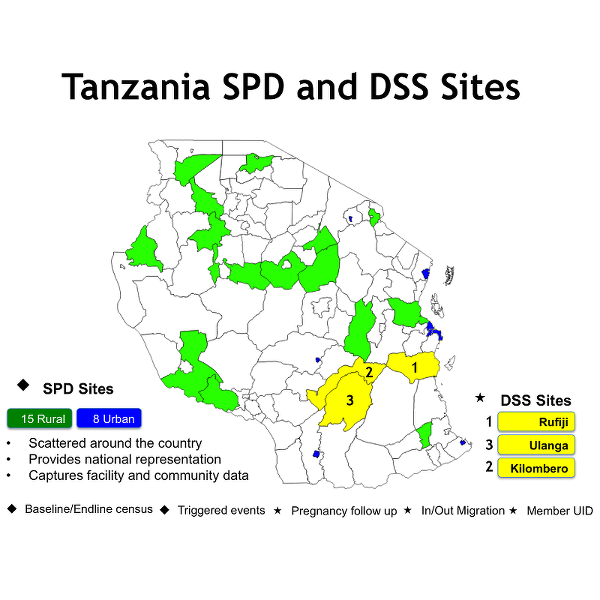 Tanzania SPD and DSS Sites
1
2
3
◆ SPD Sites
15 Rural 8 Urban
• Scattered around the country
• Provides national representation
• Captures facility and community data
★ DSS Sites
1 Rufiji
3 Ulanga
2 Kilombero
◆ Baseline/Endline census ◆ Triggered events ★ Pregnancy follow up ★ In/Out Migration ★ Member UID